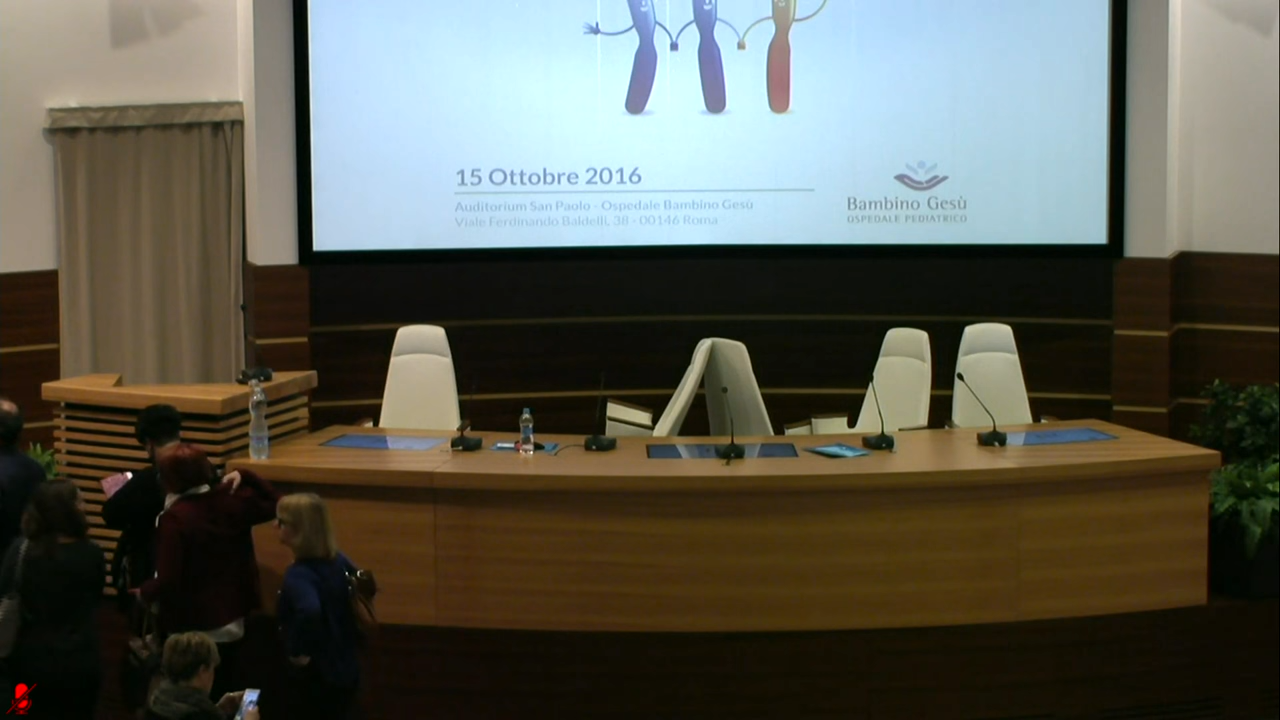 15 Ottobre 2016
Auditorium San Paolo - Ospedale Bambino Gesù
Viale Ferdinando Baldelli, 38 - 00146 Roma
Bambino Gesù
OSPEDALE PEDIATRICO